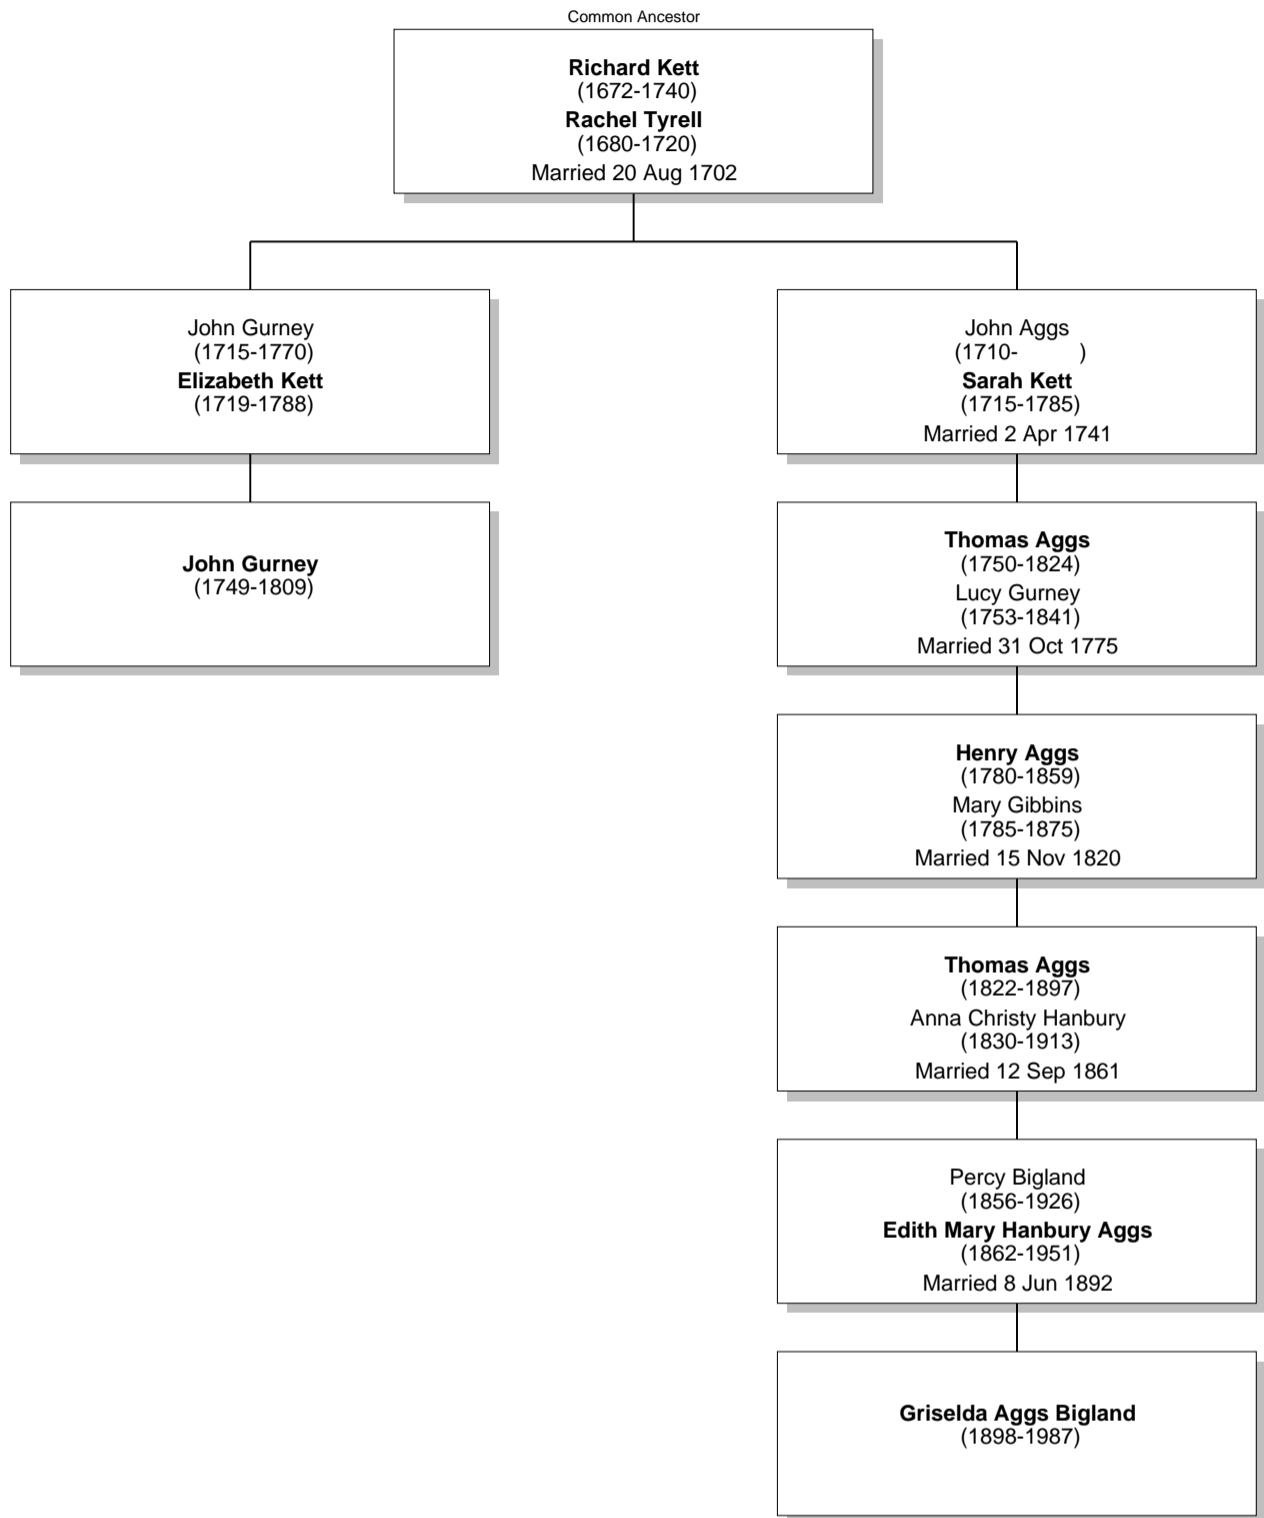 Common Ancestor
Richard Kett
(1672-1740)
Rachel Tyrell
(1680-1720)
Married 20 Aug 1702
John Gurney
(1715-1770)
Elizabeth Kett
(1719-1788)
John Aggs
(1710-          )
Sarah Kett
(1715-1785)
Married 2 Apr 1741
John Gurney
(1749-1809)
Thomas Aggs
(1750-1824)
Lucy Gurney
(1753-1841)
Married 31 Oct 1775
Henry Aggs
(1780-1859)
Mary Gibbins
(1785-1875)
Married 15 Nov 1820
Thomas Aggs
(1822-1897)
Anna Christy Hanbury
(1830-1913)
Married 12 Sep 1861
Percy Bigland
(1856-1926)
Edith Mary Hanbury Aggs
(1862-1951)
Married 8 Jun 1892
Griselda Aggs Bigland
(1898-1987)